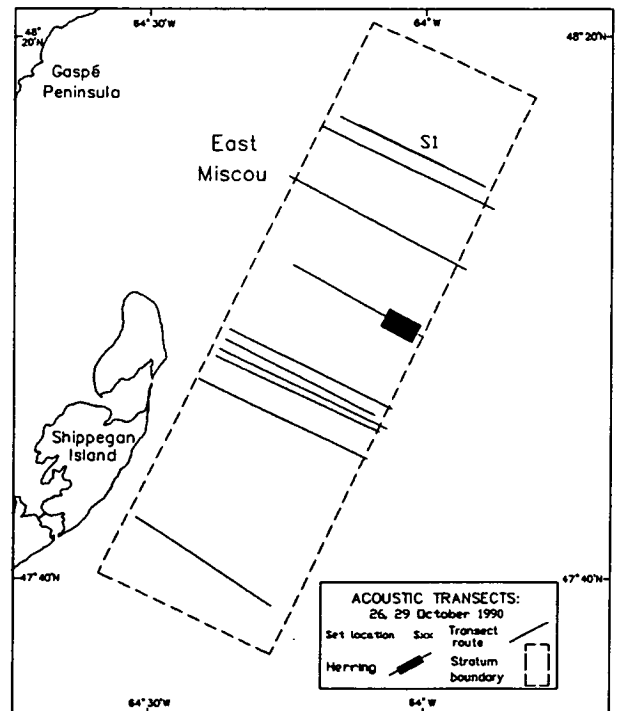 64°30'W
64°W
48°
20'N
48°20'N
Gaspé
Peninsula
East
Miscou
S1
Shippegan
Island
47°40'N
47°40'N
ACOUSTIC TRANSECTS:
26, 29 October 1990
Set location Sxx Transect
route
Herring Stratum
boundary
64°30'W
64°W